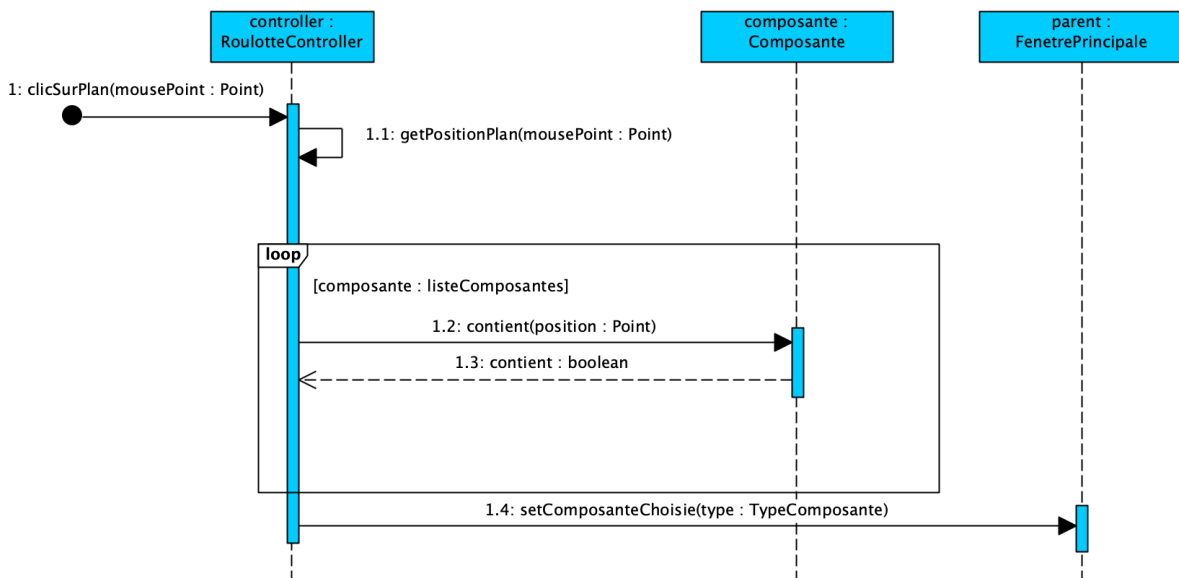 controller :
RoulotteController
composante :
Composante
parent :
FenetrePrincipale
1: clicSurPlan(mousePoint : Point)
1.1: getPositionPlan(mousePoint : Point)
loop
[composante : listeComposantes]
1.2: contient(position : Point)
1.3: contient : boolean
1.4: setComposanteChoisie(type : TypeComposante)